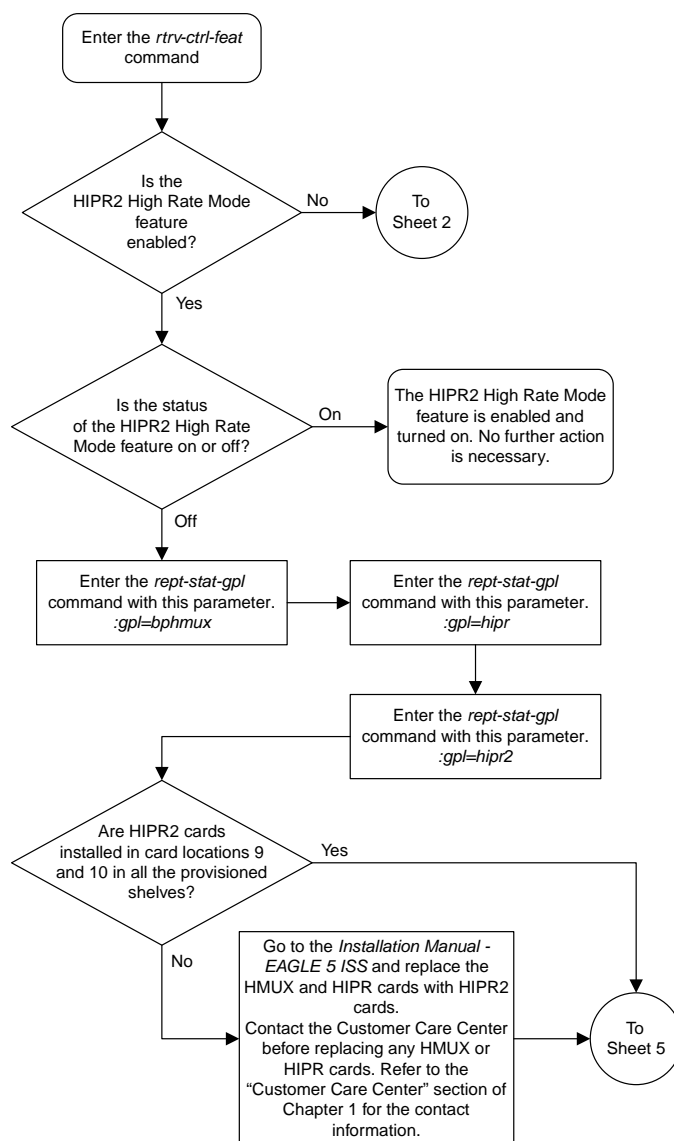 Enter the rtrv-ctrl-feat
command
Is the
HIPR2 High Rate Mode
feature
enabled?
No
To
Sheet 2
Yes
Is the status
of the HIPR2 High Rate
Mode feature on or off?
On
The HIPR2 High Rate Mode
feature is enabled and
turned on. No further action
is necessary.
Off
Enter the rept-stat-gpl
command with this parameter.
:gpl=bphmux
Enter the rept-stat-gpl
command with this parameter.
:gpl=hipr
Enter the rept-stat-gpl
command with this parameter.
:gpl=hipr2
Are HIPR2 cards
installed in card locations 9
and 10 in all the provisioned
shelves?
Yes
No
Go to the Installation Manual -
EAGLE 5 ISS and replace the
HMUX and HIPR cards with HIPR2
cards.
Contact the Customer Care Center
before replacing any HMUX or
HIPR cards. Refer to the
“Customer Care Center” section of
Chapter 1 for the contact
information.
To
Sheet 5